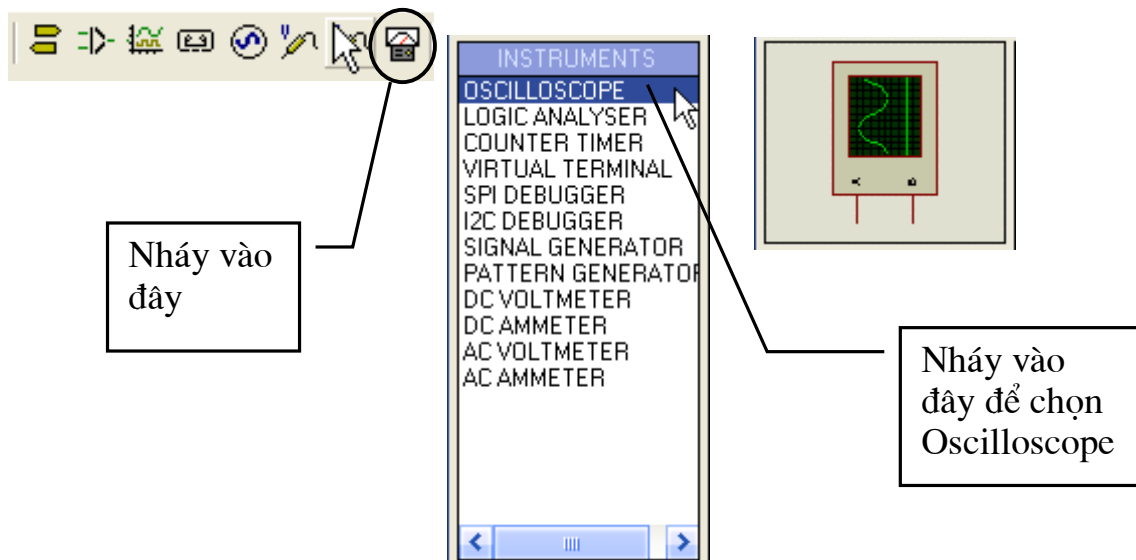 INSTRUMENTS
OSCILLOSCOPE
LOGIC ANALYSER
COUNTER TIMER
VIRTUAL TERMINAL
SPI DEBUGGER
I2C DEBUGGER
SIGNAL GENERATOR
PATTERN GENERATOR
DC VOLTMETER
DC AMMETER
AC VOLTMETER
AC AMMETER
Nháy vào
đây
Nháy vào
đây để chọn
Oscilloscope